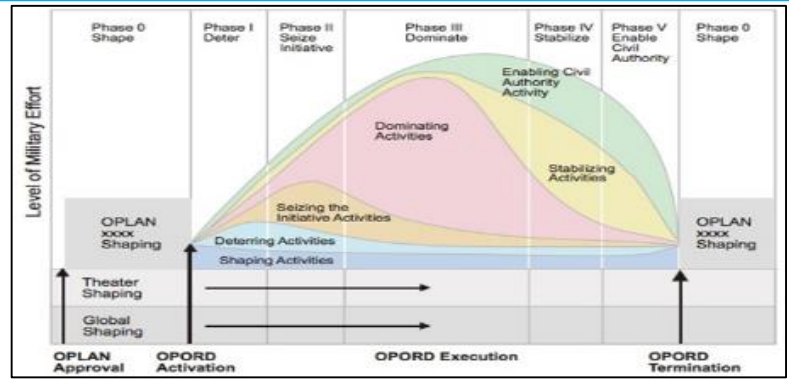 Phase 0
Shape
Phase I
Deter
Phase II
Seize
Initiative
Phase III
Dominate
Phase IV
Stabilize
Phase V
Enable
Civil
Authority
Phase 0
Shape
Level of Military Effort
Enabling Civil
Authority
Activity
Dominating
Activities
Stabilizing
Activities
Seizing the
Initiative Activities
OPLAN
xxxx
Shaping
Deterring Activities
Shaping Activities
OPLAN
xxxx
Shaping
Theater
Shaping
Global
Shaping
OPLAN
Approval
OPORD
Activation
OPORD Execution
OPORD
Termination